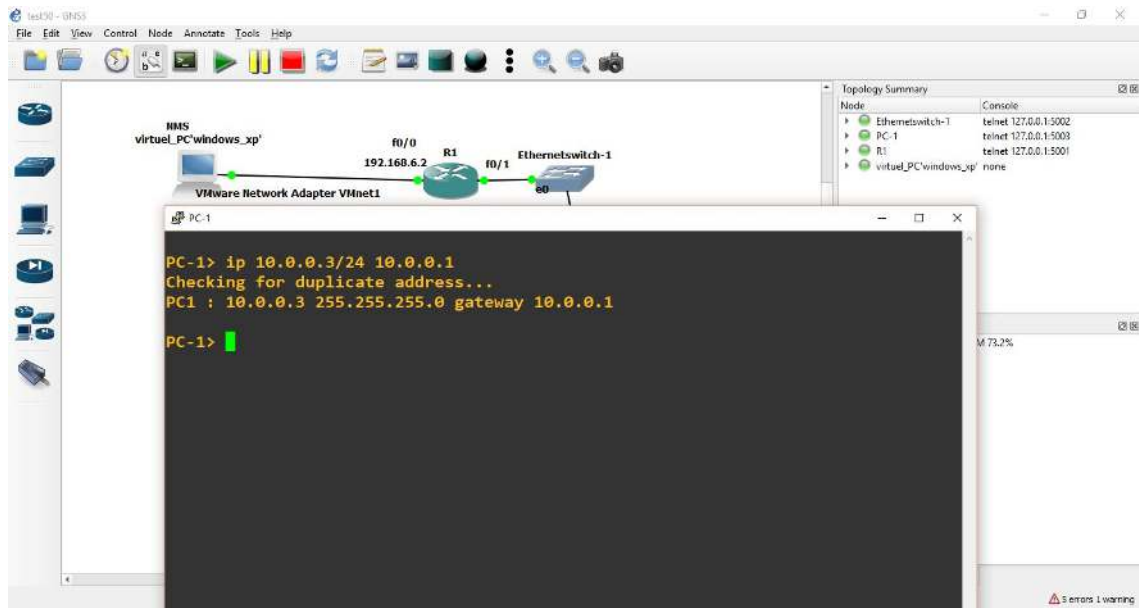 test50 - GNS3
File Edit View Control Node Annotate Tools Help
Topology Summary
Node Console
Ethernetswitch-1 telnet 127.0.0.1:5002
PC-1 telnet 127.0.0.1:5003
R1 telnet 127.0.0.1:5001
virtuel_PC'windows_xp' none
NMS
virtuel_PC'windows_xp'
f0/0
192.168.6.2
R1
f0/1
Ethernetswitch-1
e0
VMware Network Adapter VMnet1
PC-1
PC-1> ip 10.0.0.3/24 10.0.0.1
Checking for duplicate address...
PC1 : 10.0.0.3 255.255.255.0 gateway 10.0.0.1
PC-1>
M 73.2%
5 errors 1 warning